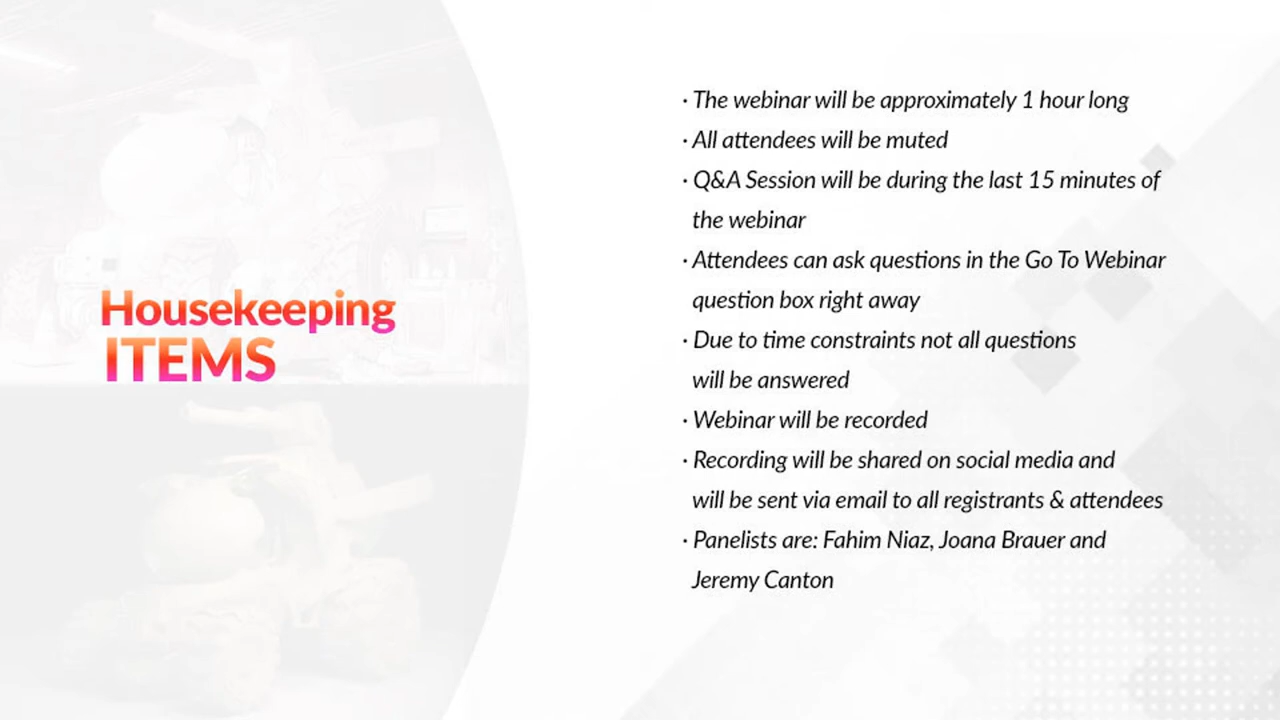 Housekeeping
ITEMS
· The webinar will be approximately 1 hour long
· All attendees will be muted
· Q&A Session will be during the last 15 minutes of
the webinar
· Attendees can ask questions in the Go To Webinar
question box right away
· Due to time constraints not all questions
will be answered
· Webinar will be recorded
· Recording will be shared on social media and
will be sent via email to all registrants & attendees
· Panelists are: Fahim Niaz, Joana Brauer and
Jeremy Canton